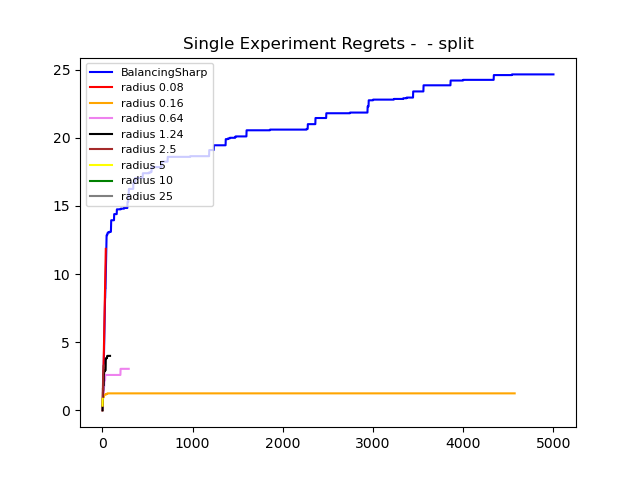 Single Experiment Regrets -  - split
25
20
15
10
5
0
BalancingSharp
radius 0.08
radius 0.16
radius 0.64
radius 1.24
radius 2.5
radius 5
radius 10
radius 25
0 1000 2000 3000 4000 5000